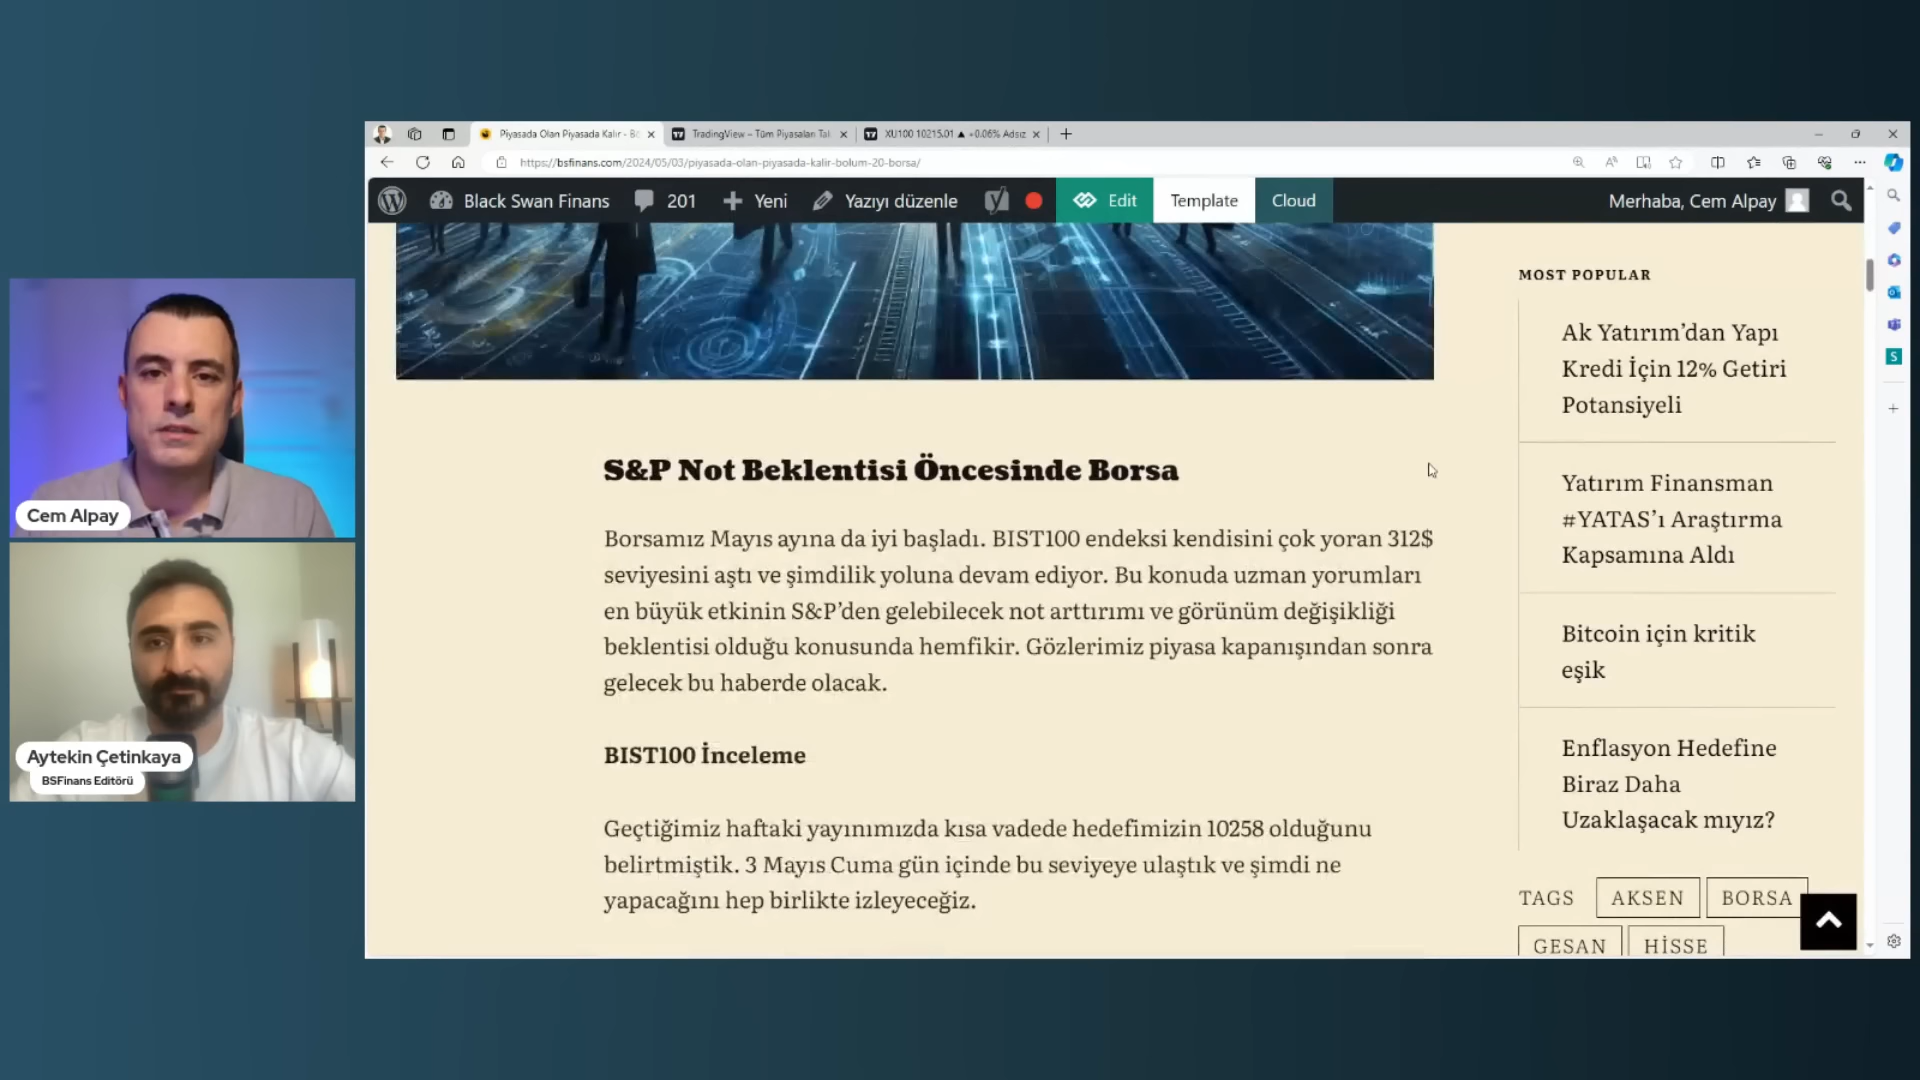 Piyasada Olan Piyasada Kalır - B
TradingView – Tüm Piyasaları Tak
XU100 10215.01 ▲ +0.06% Adsız
https://bsfinans.com/2024/05/03/piyasada-olan-piyasada-kalir-bolum-20-borsa/
Black Swan Finans
201
Yeni
Yazıyı düzenle
Edit
Template
Cloud
Merhaba, Cem Alpay
Cem Alpay
Aytekin Çetinkaya
BSFinans Editörü
S&P Not Beklentisi Öncesinde Borsa
Borsamız Mayıs ayına da iyi başladı. BIST100 endeksi kendisini çok yoran 312$
seviyesini aştı ve şimdilik yoluna devam ediyor. Bu konuda uzman yorumları
en büyük etkinin S&P’den gelebilecek not arttırımı ve görünüm değişikliği
beklentisi olduğu konusunda hemfikir. Gözlerimiz piyasa kapanışından sonra
gelecek bu haberde olacak.
BIST100 İnceleme
Geçtiğimiz haftaki yayınımızda kısa vadede hedefimizin 10258 olduğunu
belirtmiştik. 3 Mayıs Cuma gün içinde bu seviyeye ulaştık ve şimdi ne
yapacağını hep birlikte izleyeceğiz.
MOST POPULAR
Ak Yatırım’dan Yapı
Kredi İçin 12% Getiri
Potansiyeli
Yatırım Finansman
#YATAS’ı Araştırma
Kapsamına Aldı
Bitcoin için kritik
eşik
Enflasyon Hedefine
Biraz Daha
Uzaklaşacak mıyız?
TAGS
AKSEN
BORSA
GESAN
HİSSE